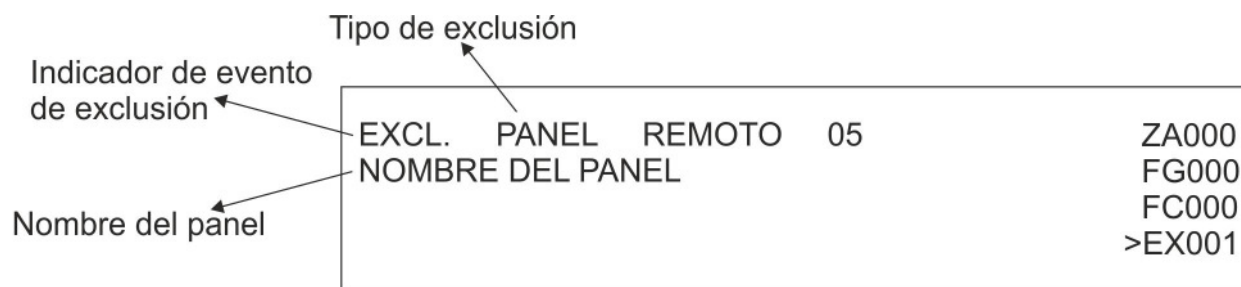 Tipo de exclusión
Indicador de evento
de exclusión
EXCL. PANEL REMOTO 05 ZA000
NOMBRE DEL PANEL FG000
FC000
Nombre del panel
>EX001